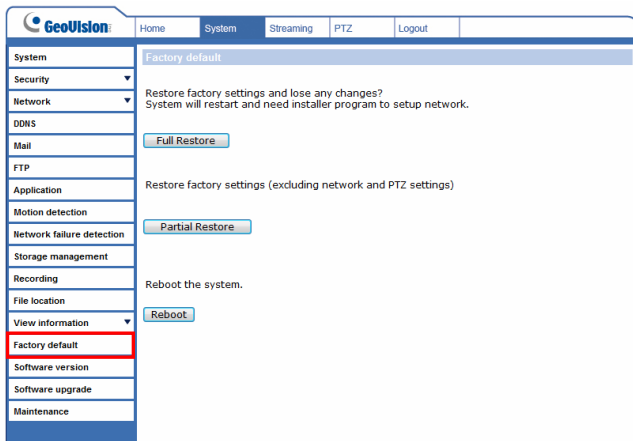 GeoVision
Home System Streaming PTZ Logout
System
Security
Network
DDNS
Mail
FTP
Application
Motion detection
Network failure detection
Storage management
Recording
File location
View information
Factory default
Software version
Software upgrade
Maintenance
Factory default
Restore factory settings and lose any changes?
System will restart and need installer program to setup network.
Full Restore
Restore factory settings (excluding network and PTZ settings)
Partial Restore
Reboot the system.
Reboot